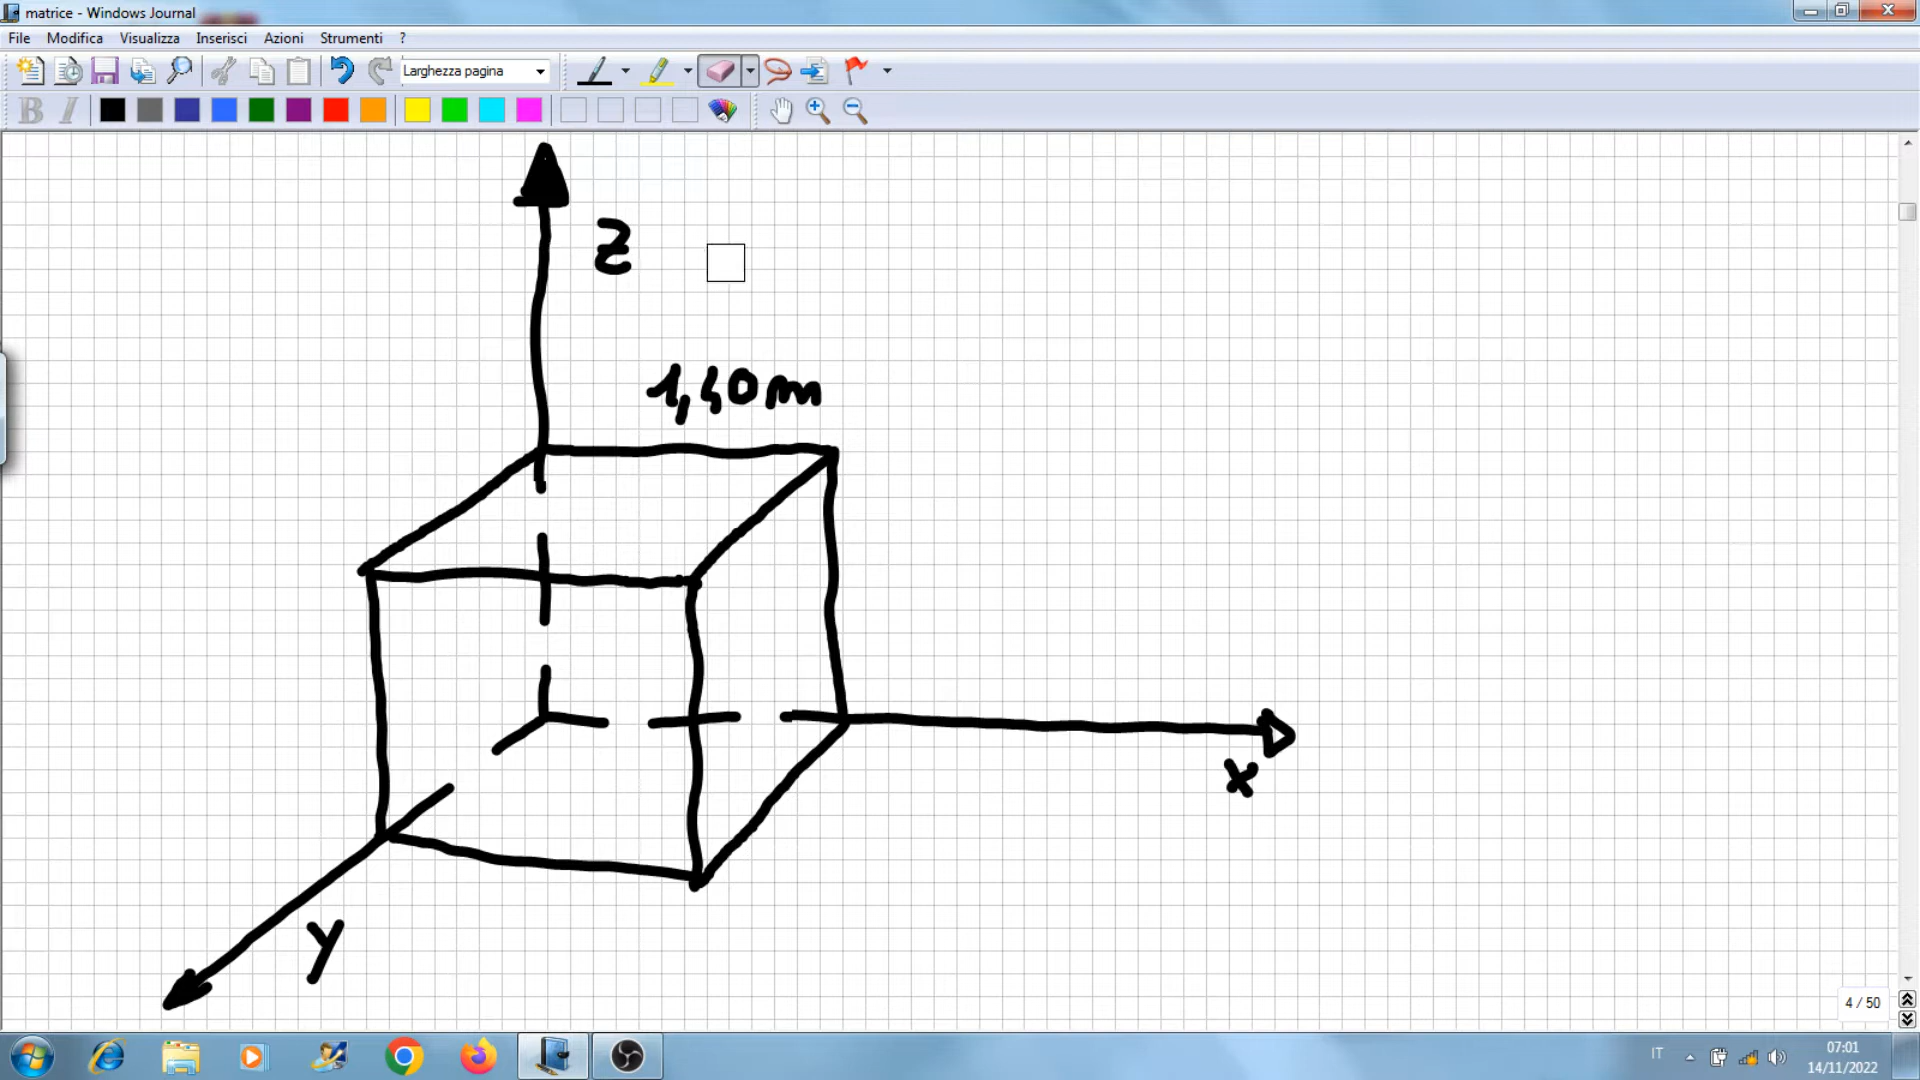 matrice - Windows Journal
File Modifica Visualizza Inserisci Azioni Strumenti ?
Larghezza pagina
B I
z
1,40m
x
y
4 / 50
IT
07:01
14/11/2022